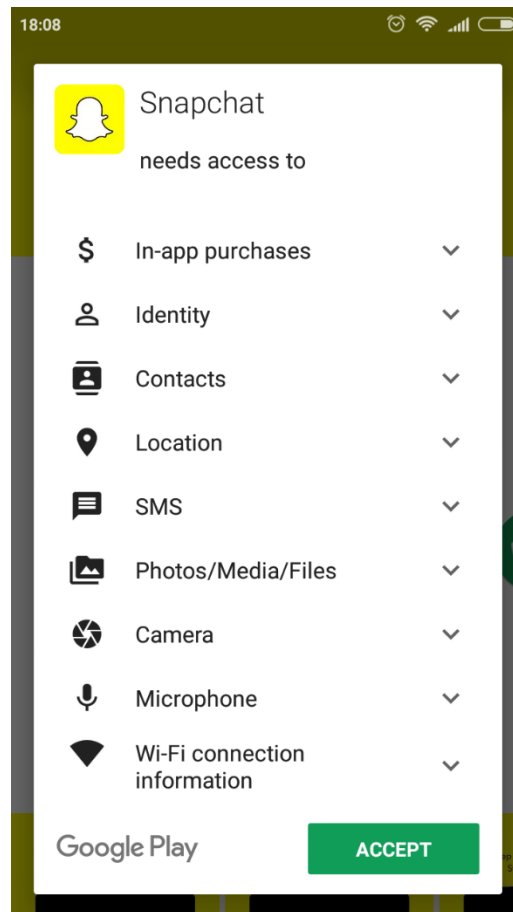 18:08
Snapchat
needs access to
$ In-app purchases
Identity
Contacts
Location
SMS
Photos/Media/Files
Camera
Microphone
Wi-Fi connection
information
Google Play
ACCEPT